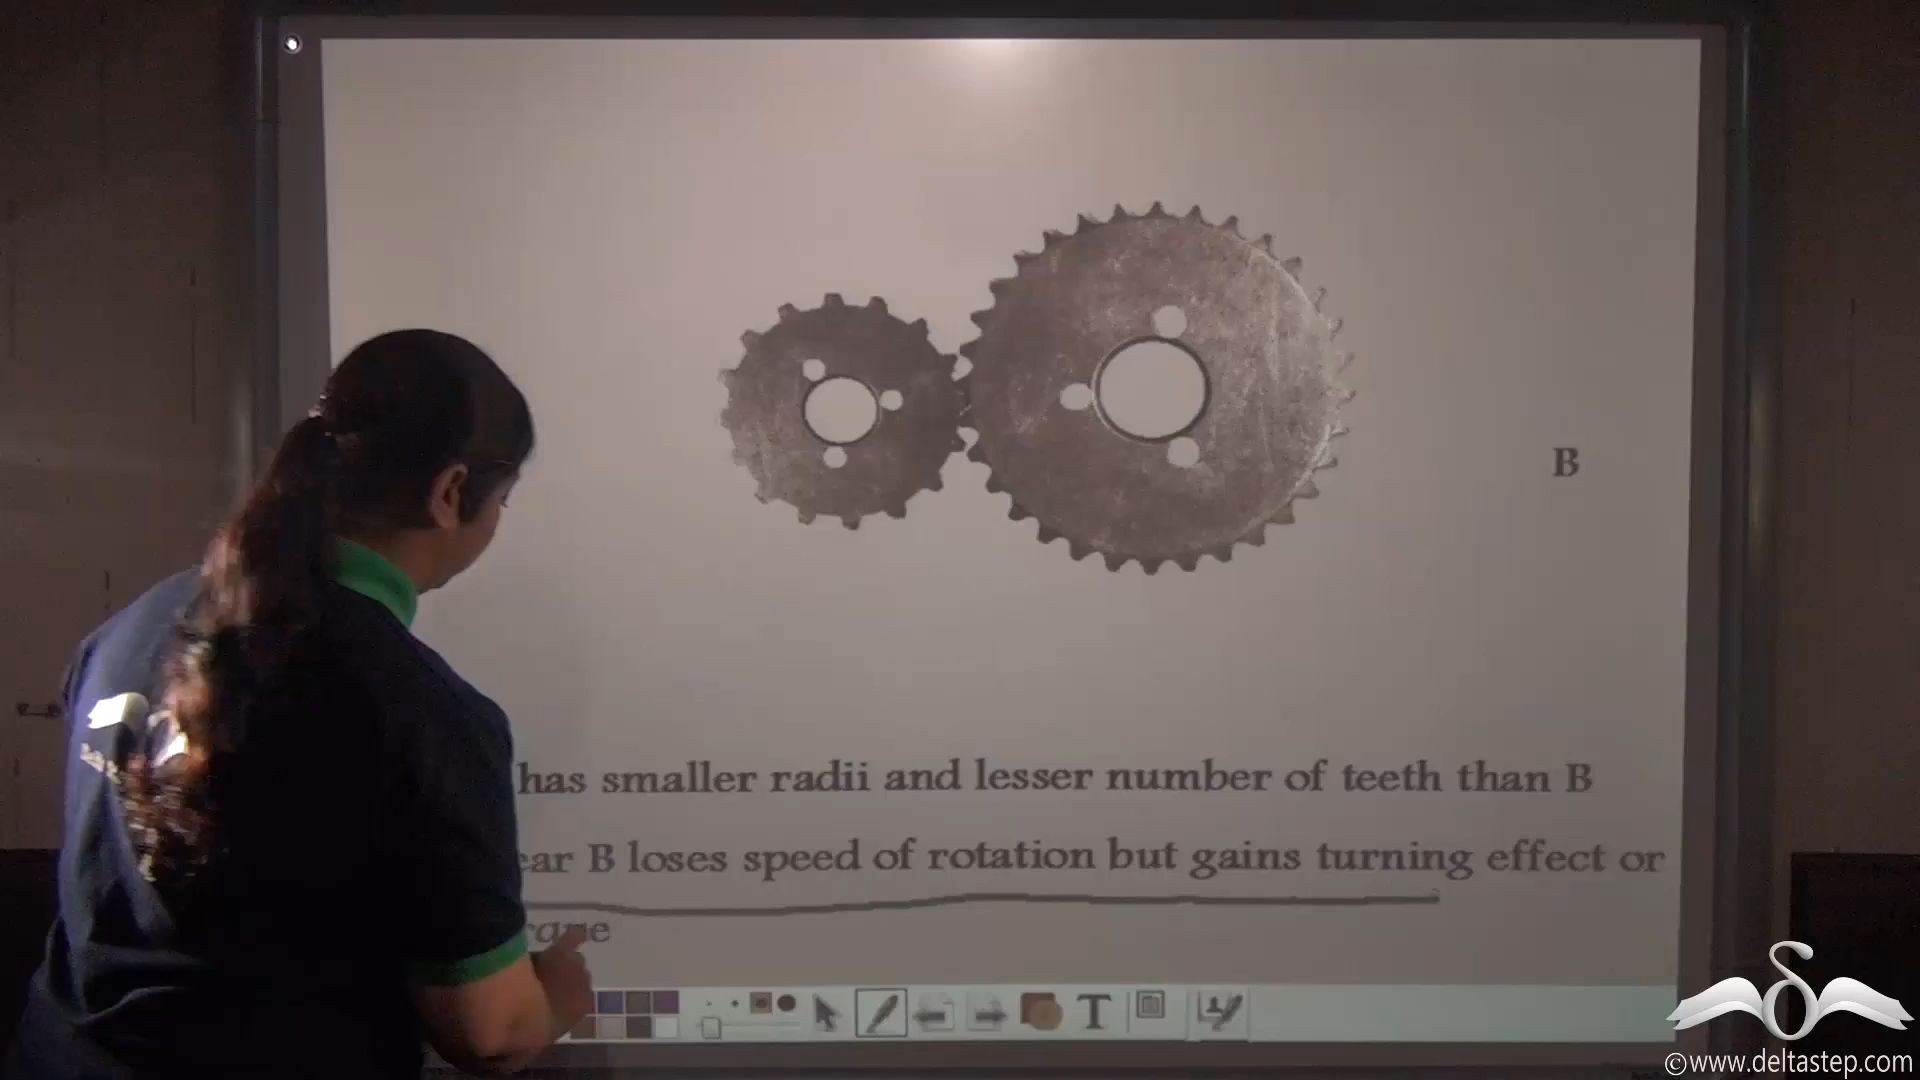 B
has smaller radii and lesser number of teeth than B
B loses speed of rotation but gains turning effect or
T
©www.deltastep.com